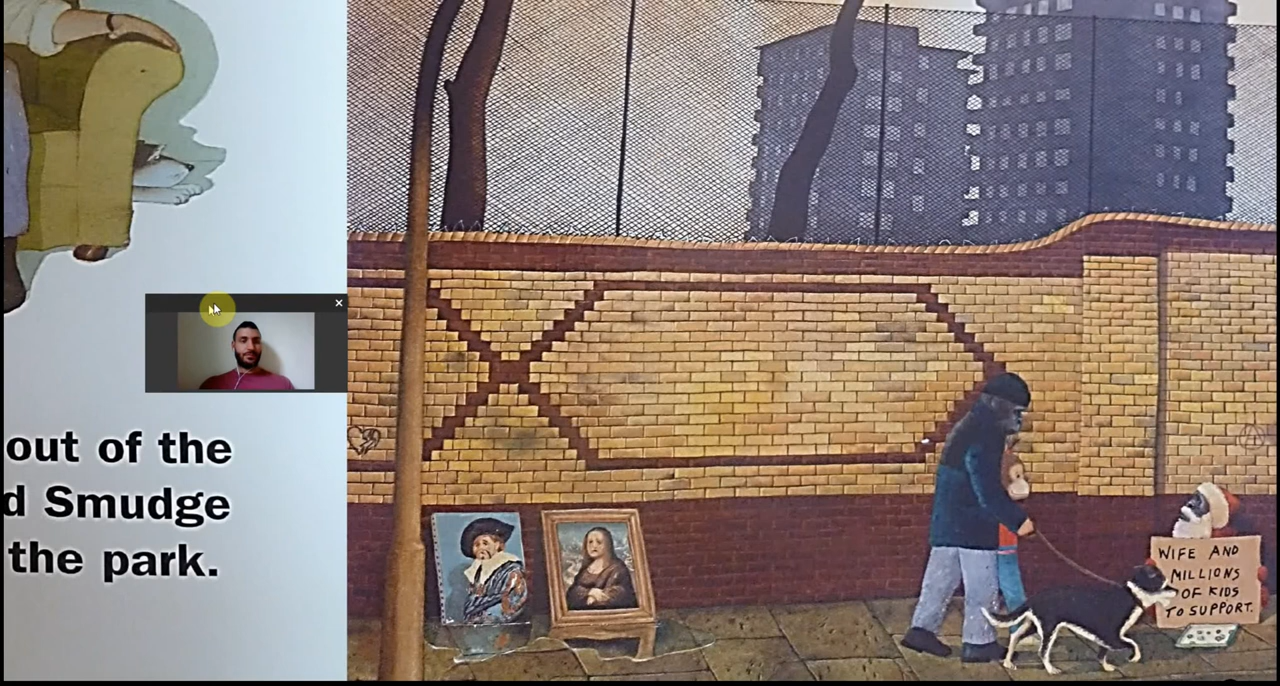 out of the
d Smudge
the park.
WIFE AND
MILLIONS
OF KIDS
TO SUPPORT.